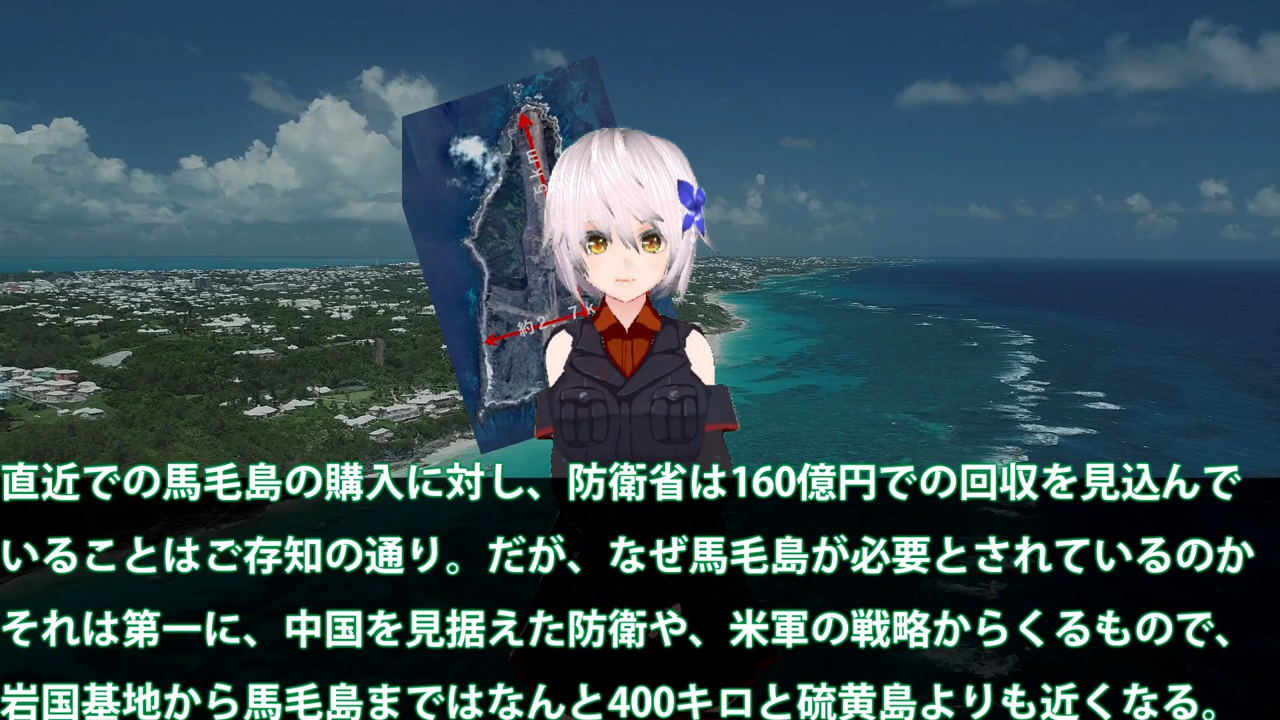 5km
約2．7k
直近での馬毛島の購入に対し、防衛省は160億円での回収を見込んで
いることはご存知の通り。だが、なぜ馬毛島が必要とされているのか
それは第一に、中国を見据えた防衛や、米軍の戦略からくるもので、
岩国基地から馬毛島まではなんと400キロと硫黄島よりも近くなる。